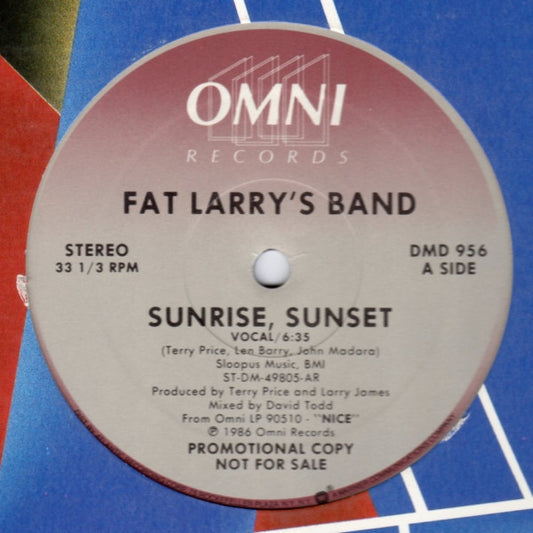 OMNI
RECORDS
FAT LARRY'S BAND
STEREO
33 1/3 RPM
DMD 956
A SIDE
SUNRISE, SUNSET
VOCAL/6:35
(Terry Price, Len Barry, John Madara)
Sloopus Music, BMI
ST-DM-49805-AR
Produced by Terry Price and Larry James
Mixed by David Todd
From Omni LP 90510 - "NICE"
℗ 1986 Omni Records
PROMOTIONAL COPY
NOT FOR SALE